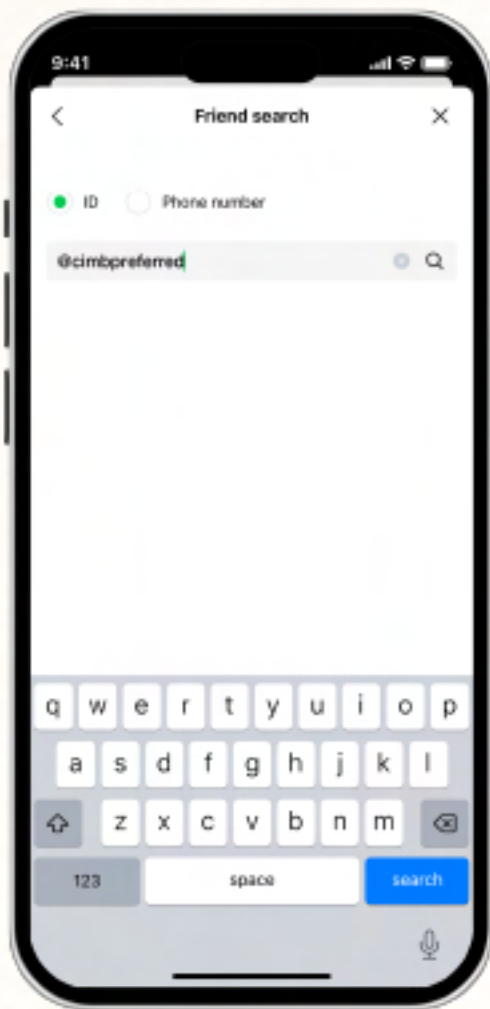 9:41
Friend search
ID Phone number
@cimbpreferred
q w e r t y u i o p
a s d f g h j k l
z x c v b n m
123 space search